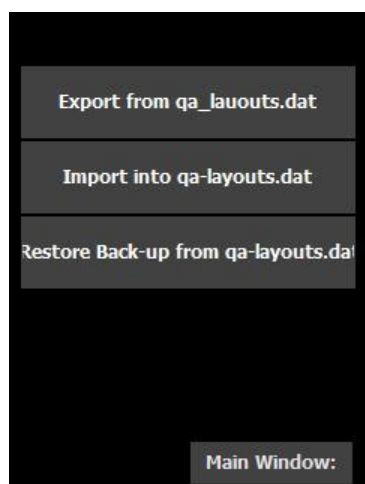 Export from qa_lauouts.dat
Import into qa-layouts.dat
Restore Back-up from qa-layouts.dat
Main Window: